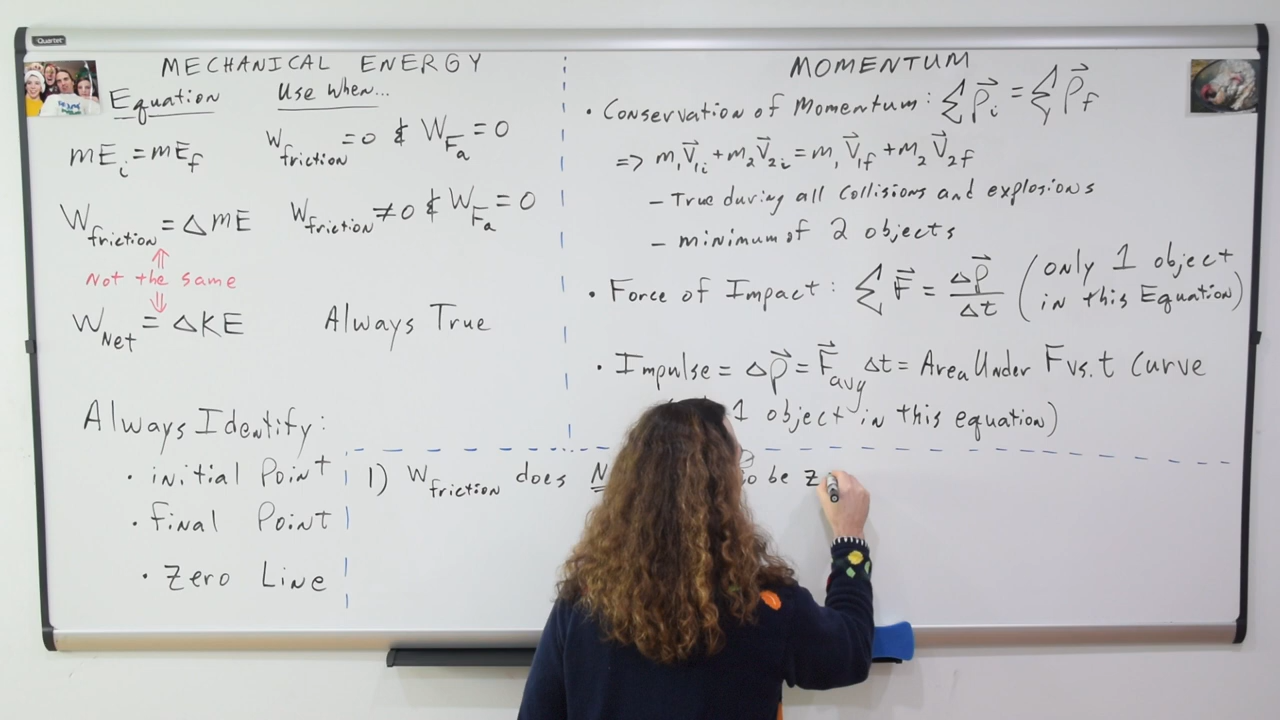 Quartet
MECHANICAL ENERGY
Equation Use When...
mE_i = mE_f W_friction = 0 & W_Fa = 0
W_friction = ΔmE W_friction ≠ 0 & W_Fa = 0
Not the same
W_Net = ΔKE Always True
Always Identify:
• initial Point
• final Point
• Zero Line
MOMENTUM
• Conservation of Momentum: Σp⃗_i = Σp⃗_f
=> m₁v⃗₁i + m₂v⃗₂i = m₁v⃗₁f + m₂v⃗₂f
- True during all collisions and explosions
- minimum of 2 objects
• Force of Impact: ΣF⃗ = Δp⃗/Δt (only 1 object
in this Equation)
• Impulse = Δp⃗ = F⃗_avg Δt = Area Under F vs. t Curve
1 object in this equation)
1) W_friction does to be z